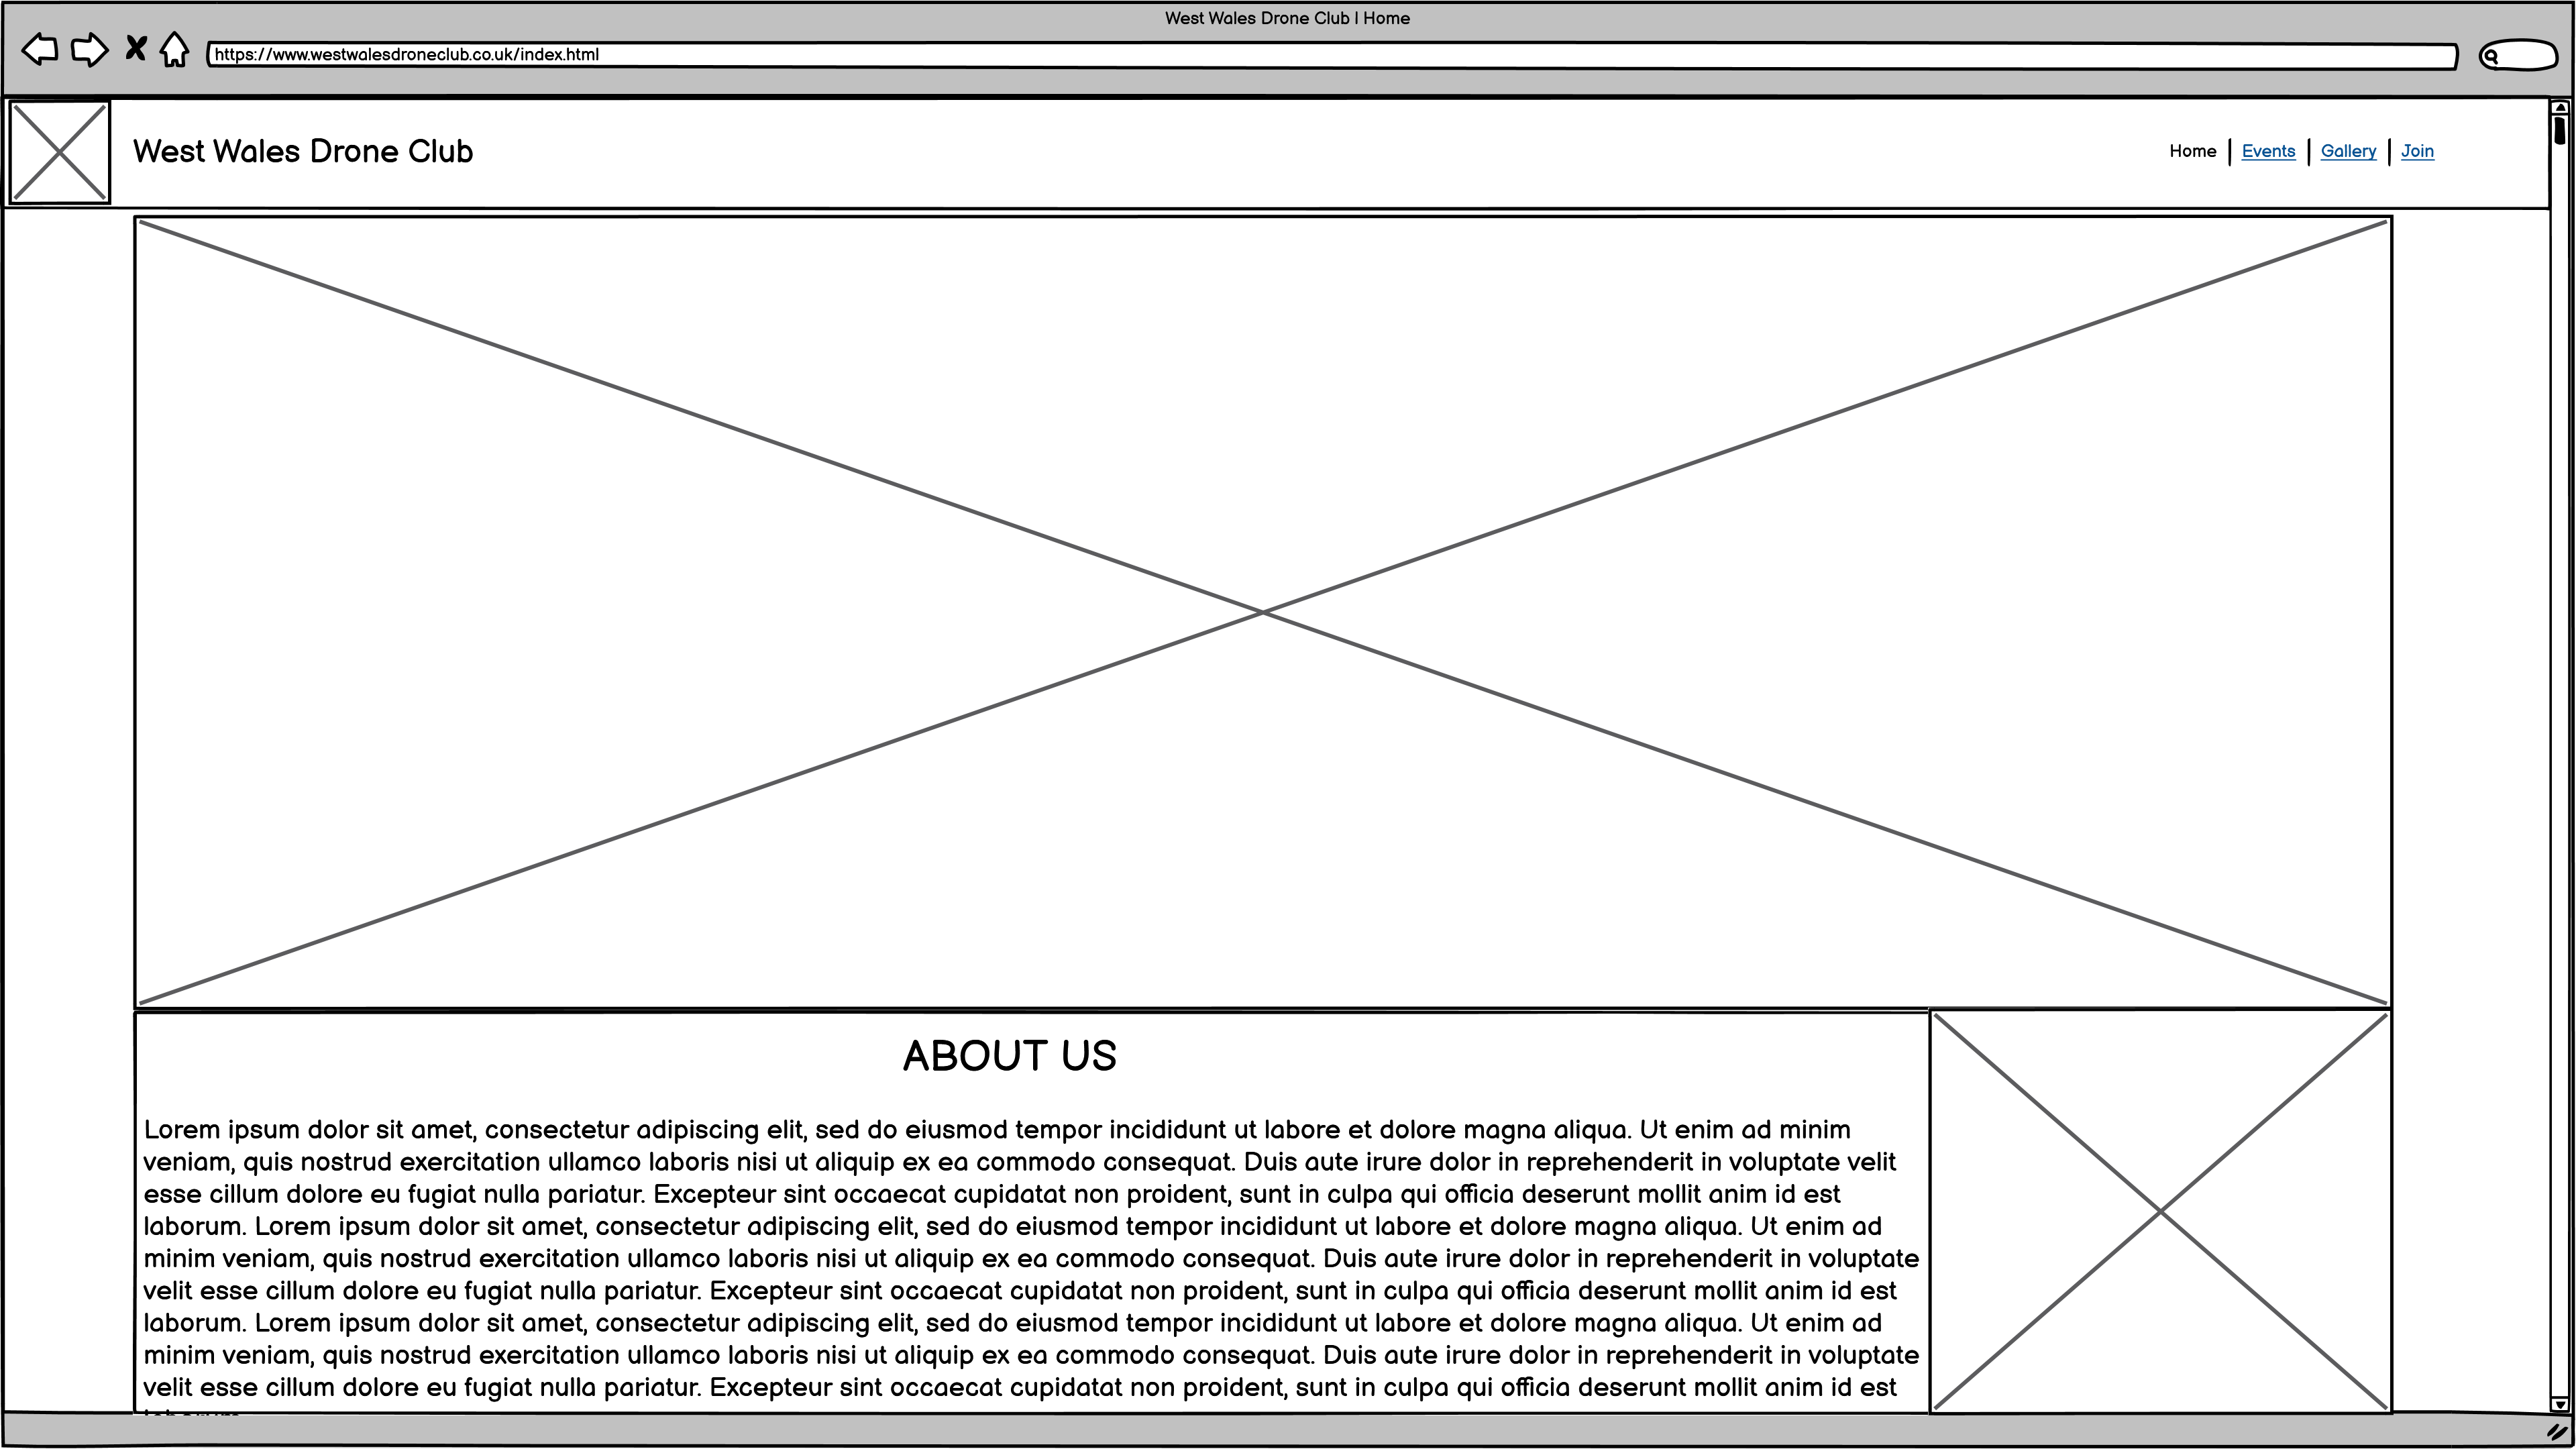 West Wales Drone Club | Home
https://www.westwalesdroneclub.co.uk/index.html
West Wales Drone Club
Home | Events | Gallery | Join
ABOUT US
Lorem ipsum dolor sit amet, consectetur adipiscing elit, sed do eiusmod tempor incididunt ut labore et dolore magna aliqua. Ut enim ad minim
veniam, quis nostrud exercitation ullamco laboris nisi ut aliquip ex ea commodo consequat. Duis aute irure dolor in reprehenderit in voluptate velit
esse cillum dolore eu fugiat nulla pariatur. Excepteur sint occaecat cupidatat non proident, sunt in culpa qui officia deserunt mollit anim id est
laborum. Lorem ipsum dolor sit amet, consectetur adipiscing elit, sed do eiusmod tempor incididunt ut labore et dolore magna aliqua. Ut enim ad
minim veniam, quis nostrud exercitation ullamco laboris nisi ut aliquip ex ea commodo consequat. Duis aute irure dolor in reprehenderit in voluptate
velit esse cillum dolore eu fugiat nulla pariatur. Excepteur sint occaecat cupidatat non proident, sunt in culpa qui officia deserunt mollit anim id est
laborum. Lorem ipsum dolor sit amet, consectetur adipiscing elit, sed do eiusmod tempor incididunt ut labore et dolore magna aliqua. Ut enim ad
minim veniam, quis nostrud exercitation ullamco laboris nisi ut aliquip ex ea commodo consequat. Duis aute irure dolor in reprehenderit in voluptate
velit esse cillum dolore eu fugiat nulla pariatur. Excepteur sint occaecat cupidatat non proident, sunt in culpa qui officia deserunt mollit anim id est